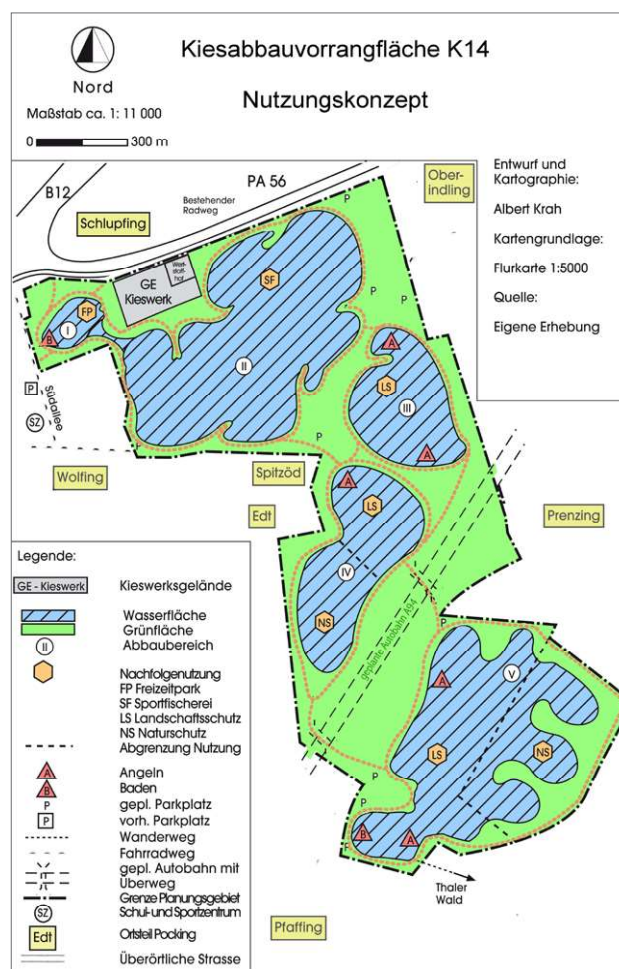 Kiesabbauvorrangfläche K14
Nutzungskonzept
Nord
Maßstab ca. 1: 11 000
0 300 m
Entwurf und
Kartographie:
Albert Krah
Kartengrundlage:
Flurkarte 1:5000
Quelle:
Eigene Erhebung
B12
PA 56
Bestehender
Radweg
Ober-
indling
Schlupfing
Wert-
stoff-
hof
GE
Kieswerk
SF
FP
I
B
II
P
P
P
P
Südallee
SZ
A
LS
III
A
P
Wolfing
Spitzöd
Edt
Prenzing
A
LS
IV
NS
geplante Autobahn A94
P
V
A
LS
NS
P
P
B
A
P
Thaler
Wald
Pfaffing
Legende:
GE - Kieswerk Kieswerksgelände
Wasserfläche
Grünfläche
II Abbaubereich
Nachfolgenutzung
FP Freizeitpark
SF Sportfischerei
LS Landschaftsschutz
NS Naturschutz
Abgrenzung Nutzung
A Angeln
B Baden
P gepl. Parkplatz
P vorh. Parkplatz
Wanderweg
Fahrradweg
gepl. Autobahn mit
Überweg
Grenze Planungsgebiet
SZ Schul-und Sportzentrum
Edt Ortsteil Pocking
Überörtliche Strasse